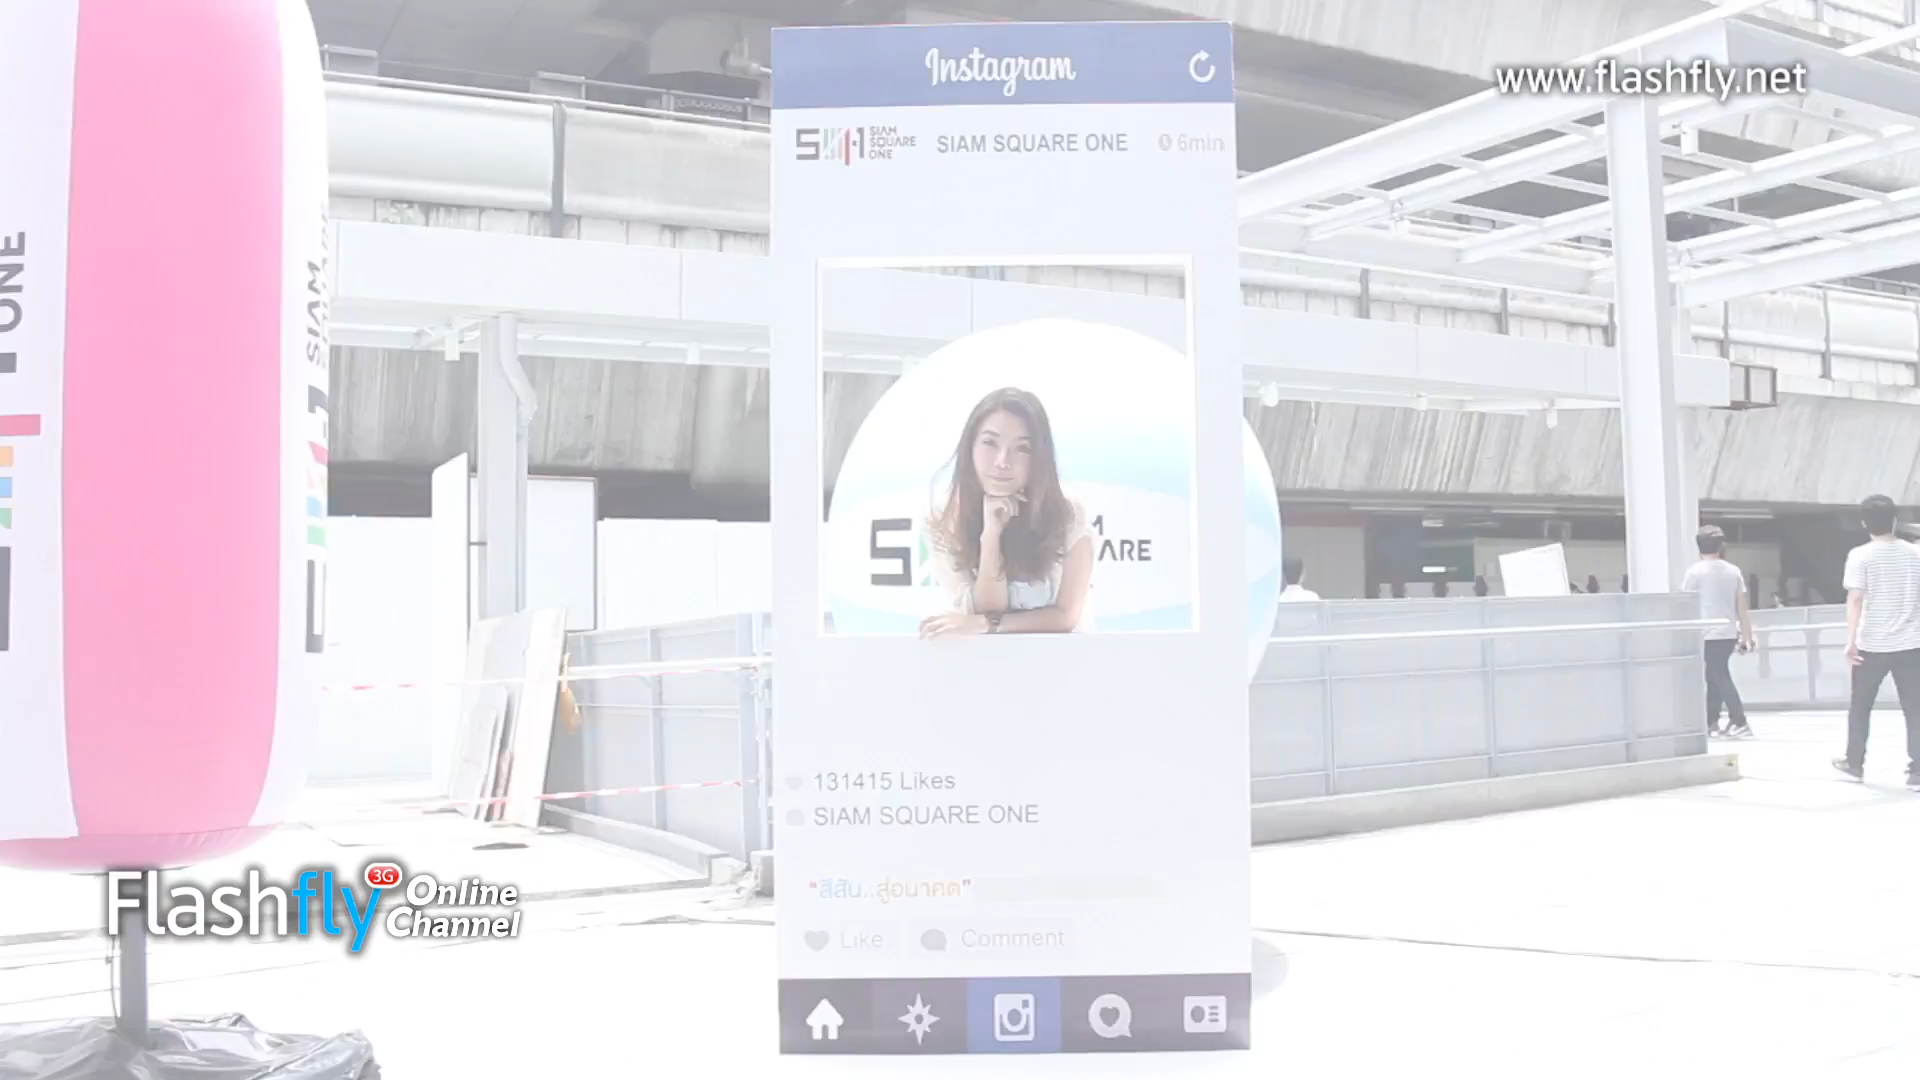 www.flashfly.net
Instagram
SIAM
SQUARE
ONE
SIAM SQUARE ONE
6min
ONE
SIAM
ARE
131415 Likes
SIAM SQUARE ONE
"สีสัน..สู่อนาคต"
Like
Comment
Flashfly 3G Online
Channel